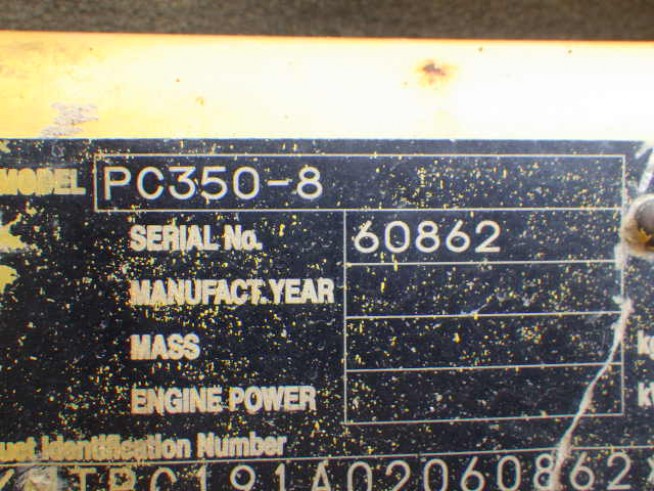 MODEL PC350-8
SERIAL No. 60862
MANUFACT.YEAR
MASS
ENGINE POWER
Identification Number